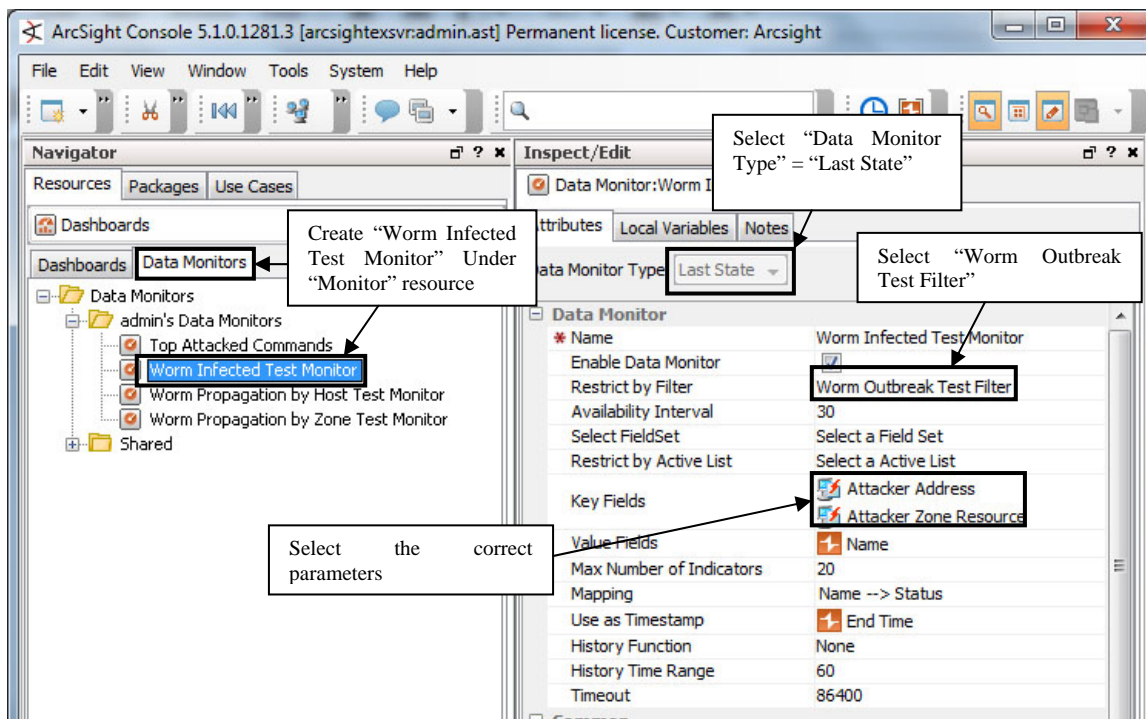 ArcSight Console 5.1.0.1281.3 [arcsightexsvr:admin.ast] Permanent license. Customer: Arcsight
File Edit View Window Tools System Help
Navigator
Resources Packages Use Cases
Dashboards
Dashboards Data Monitors
Data Monitors
admin's Data Monitors
Top Attacked Commands
Worm Infected Test Monitor
Worm Propagation by Host Test Monitor
Worm Propagation by Zone Test Monitor
Shared
Create “Worm Infected
Test Monitor” Under
“Monitor” resource
Select the correct
parameters
Inspect/Edit
Data Monitor:Worm I
Select “Data Monitor
Type” = “Last State”
Select “Worm Outbreak
Test Filter”
ttributes Local Variables Notes
ata Monitor Type Last State
Data Monitor
* Name Worm Infected Test Monitor
Enable Data Monitor
Restrict by Filter Worm Outbreak Test Filter
Availability Interval 30
Select FieldSet Select a Field Set
Restrict by Active List Select a Active List
Key Fields Attacker Address
Attacker Zone Resource
Value Fields Name
Max Number of Indicators 20
Mapping Name --> Status
Use as Timestamp End Time
History Function None
History Time Range 60
Timeout 86400